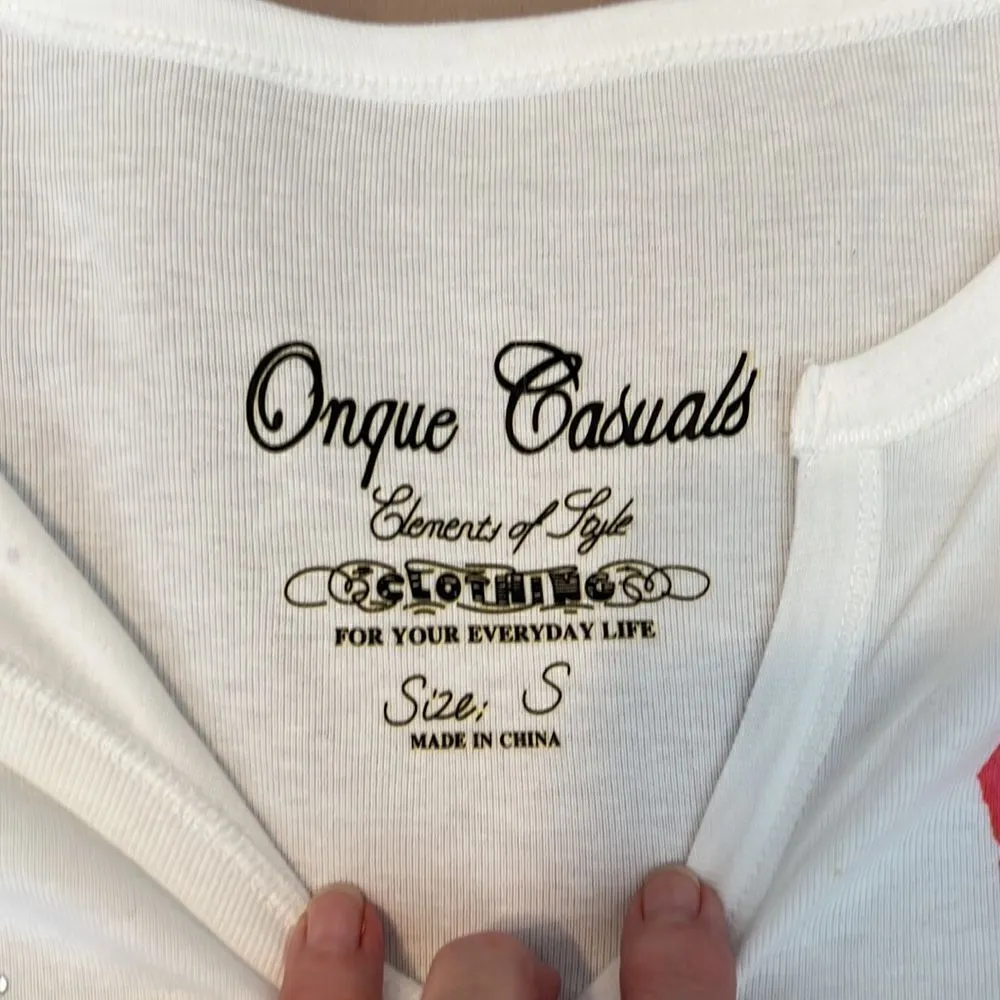 Onque Casuals
Elements of Style
CLOTHING
FOR YOUR EVERYDAY LIFE
Size: S
MADE IN CHINA